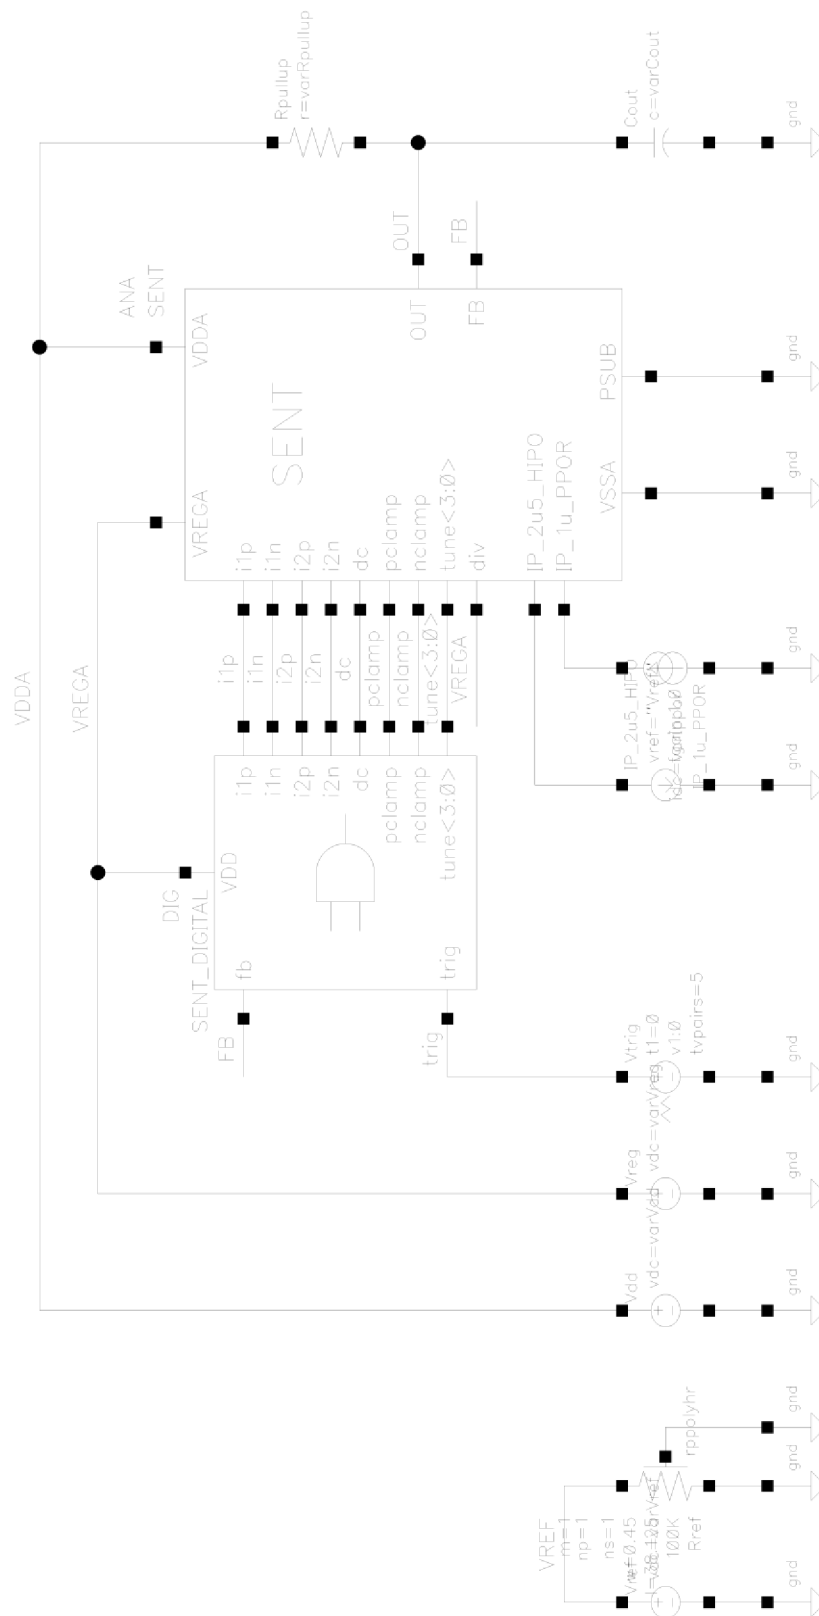 Rpullup
r=varRpullup
Cout
c=varCout
gnd
OUT
FB
ANA
SENT
VDDA
OUT
FB
SENT
PSUB
gnd
VREGA
VSSA
gnd
i1p
i1n
i2p
i2n
dc
pclamp
nclamp
tune<3:0>
div
IP_2u5_HIPO
IP_1u_PPOR
VDDA
VREGA
i1p
i1n
i2p
i2n
dc
pclamp
nclamp
tune<3:0>
VREGA
gnd
IP_2u5_HIPO
vref="Vref"
IP_1u_PPOR
gnd
i1p
i1n
i2p
i2n
dc
pclamp
nclamp
tune<3:0>
DIG
SENT_DIGITAL
VDD
fb
trig
FB
trig
Vtrig
t1=0
v1:0
tvpairs=5
gnd
Vreg
vdc=varVreg
gnd
Vdd
vdc=varVdd
gnd
rppolyhr
gnd
gnd
VREF
m=1
np=1
ns=1
100K
Rref
gnd